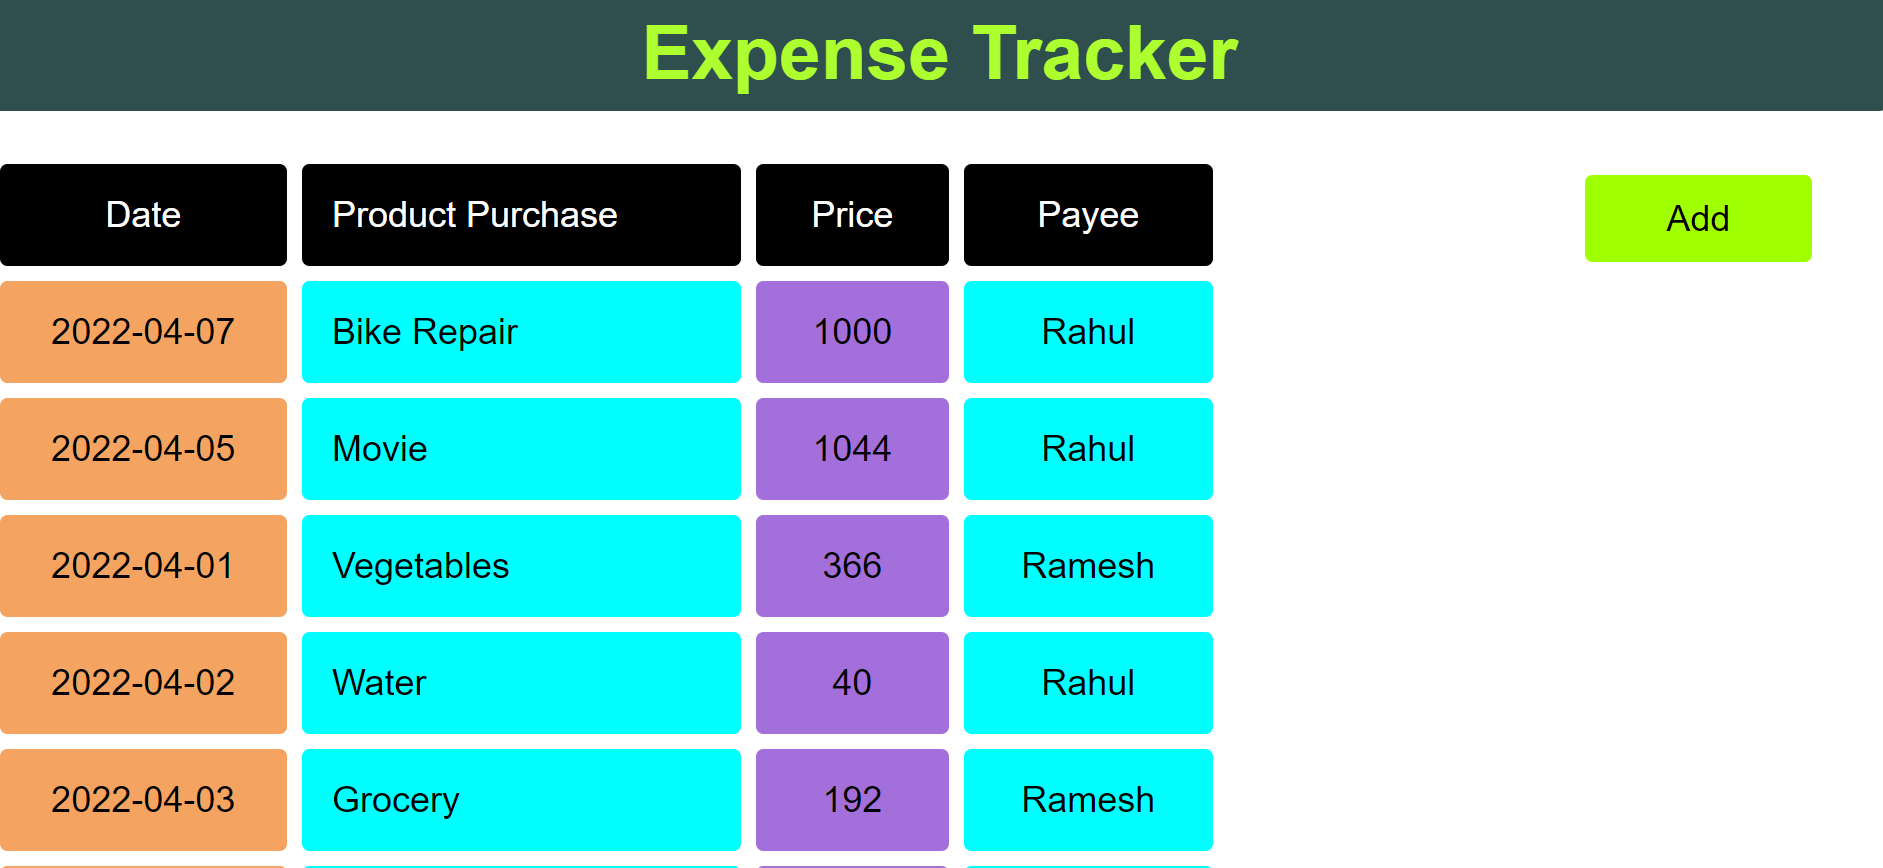 Expense Tracker
Date Product Purchase Price Payee Add
2022-04-07 Bike Repair 1000 Rahul
2022-04-05 Movie 1044 Rahul
2022-04-01 Vegetables 366 Ramesh
2022-04-02 Water 40 Rahul
2022-04-03 Grocery 192 Ramesh